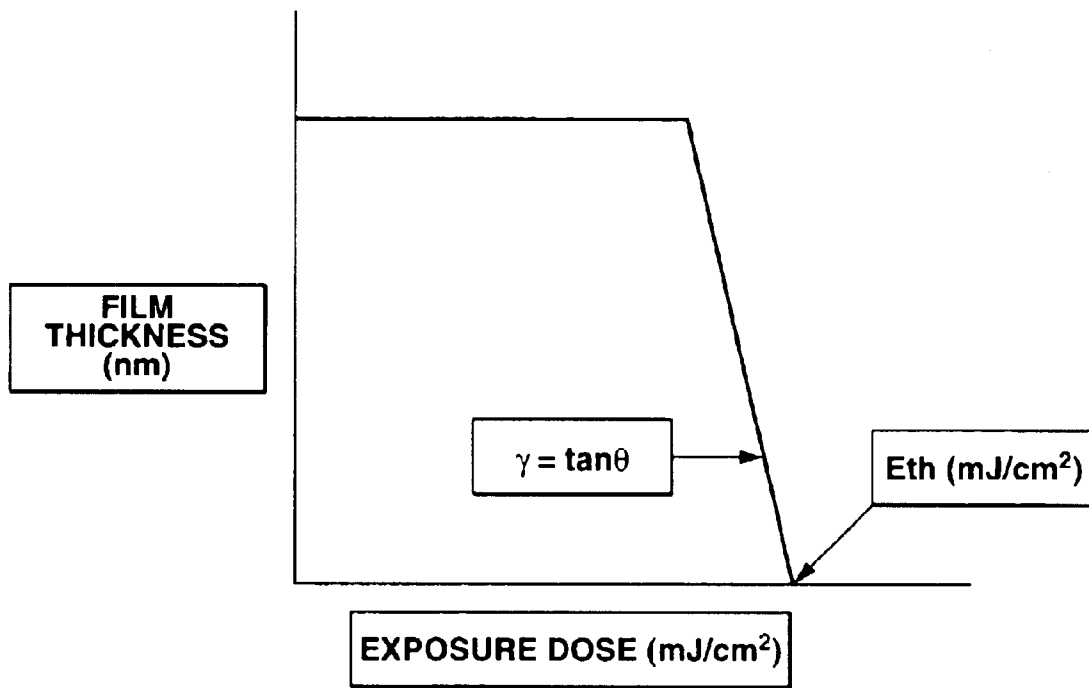 FILM
THICKNESS
(nm)
γ = tanθ
Eth (mJ/cm²)
EXPOSURE DOSE (mJ/cm²)